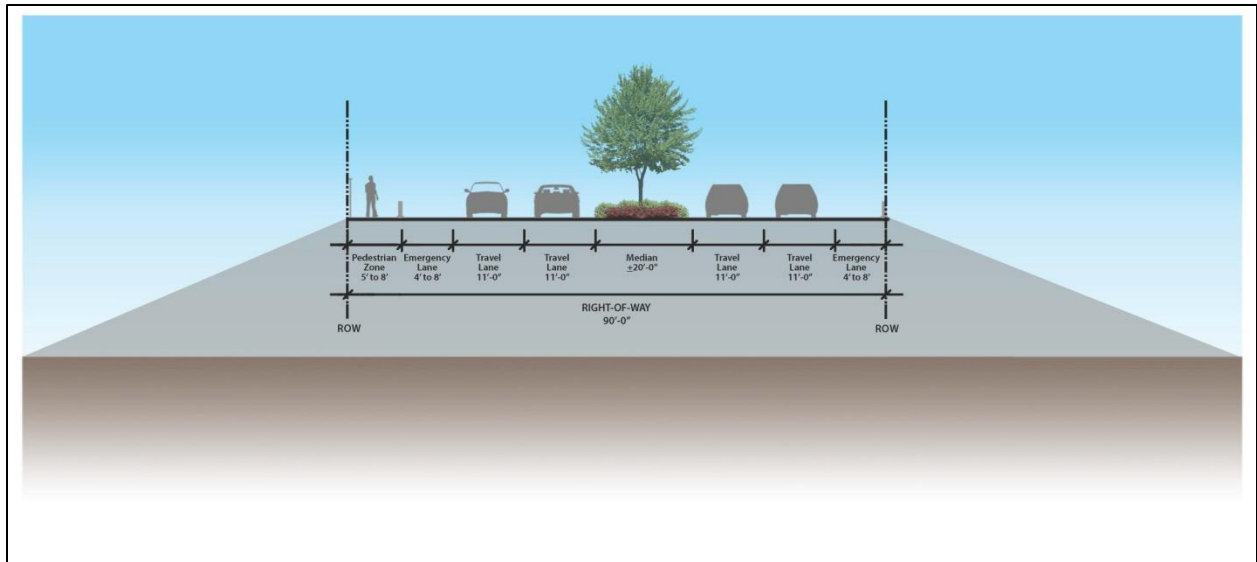 Pedestrian
Zone
5' to 8'
Emergency
Lane
4' to 8'
Travel
Lane
11'-0"
Travel
Lane
11'-0"
Median
±20'-0"
Travel
Lane
11'-0"
Travel
Lane
11'-0"
Emergency
Lane
4' to 8'
RIGHT-OF-WAY
90'-0"
ROW
ROW